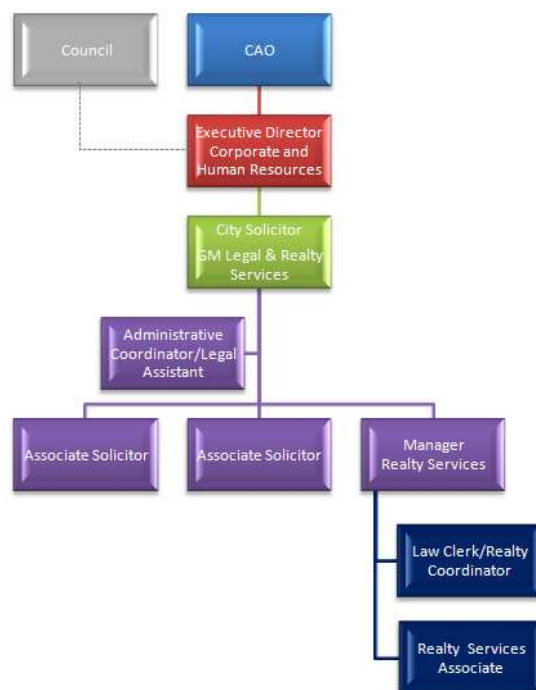 Council
CAO
Executive Director
Corporate and
Human Resources
City Solicitor
GM Legal & Realty
Services
Administrative
Coordinator/Legal
Assistant
Associate Solicitor
Associate Solicitor
Manager
Realty Services
Law Clerk/Realty
Coordinator
Realty Services
Associate